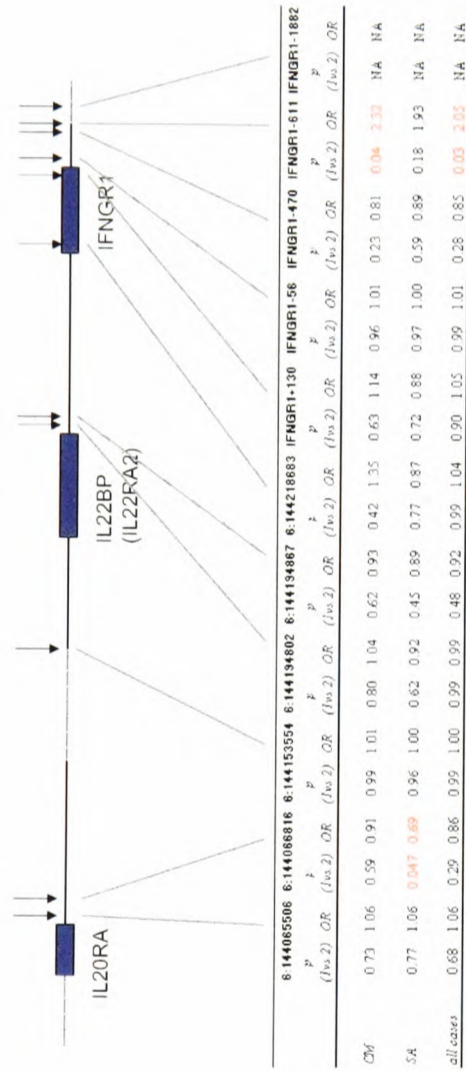 IL20RA
IL22BP
(IL22RA2)
IFNGR1
6:144065506 6:144066816 6:144153554 6:144194802 6:144194867 6:144218683 IFNGR1+130 IFNGR1-56 IFNGR1-470 IFNGR1-611 IFNGR1-1882
p OR p OR p OR p OR p OR p OR p OR p OR p OR p OR p OR
(1vs 2) (1vs 2) (1vs 2) (1vs 2) (1vs 2) (1vs 2) (1vs 2) (1vs 2) (1vs 2) (1vs 2)
CM 0.73 1.06 0.59 0.91 0.99 1.01 0.80 1.04 0.62 0.93 0.42 1.35 0.63 1.14 0.96 1.01 0.23 0.81 0.04 2.32 NA NA
SA 0.77 1.06 0.047 0.69 0.96 1.00 0.62 0.92 0.45 0.89 0.77 0.87 0.72 0.88 0.97 1.00 0.59 0.89 0.18 1.93 NA NA
all cases 0.68 1.06 0.29 0.86 0.99 1.00 0.99 0.99 0.48 0.92 0.99 1.04 0.90 1.05 0.99 1.01 0.28 0.85 0.03 2.05 NA NA